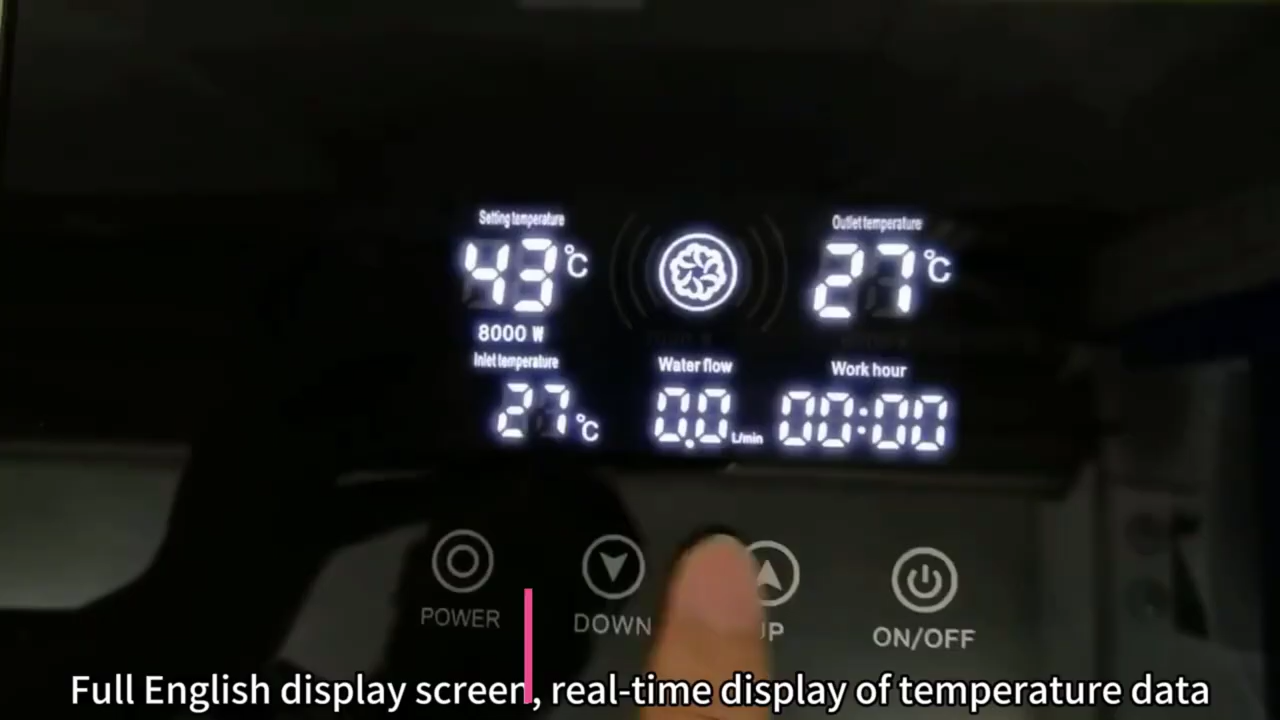 Setting temperature
43 °C
8000 W
Outlet temperature
27 °C
Inlet temperature
27 °C
Water flow
0.0 L/min
Work hour
00:00
POWER
DOWN
UP
ON/OFF
Full English display screen, real-time display of temperature data